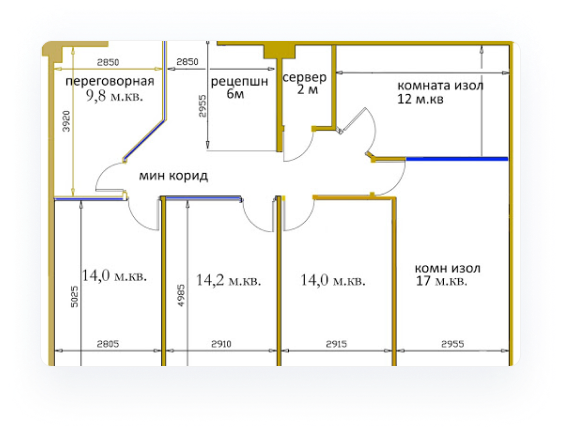 2850
2850
переговорная
9,8 м.кв.
рецепшн
6м
сервер
2 м
комната изол
12 м.кв
3920
2955
мин корид
14,0 м.кв.
14,2 м.кв.
14,0 м.кв.
комн изол
17 м.кв.
5025
4985
2805
2910
2915
2955